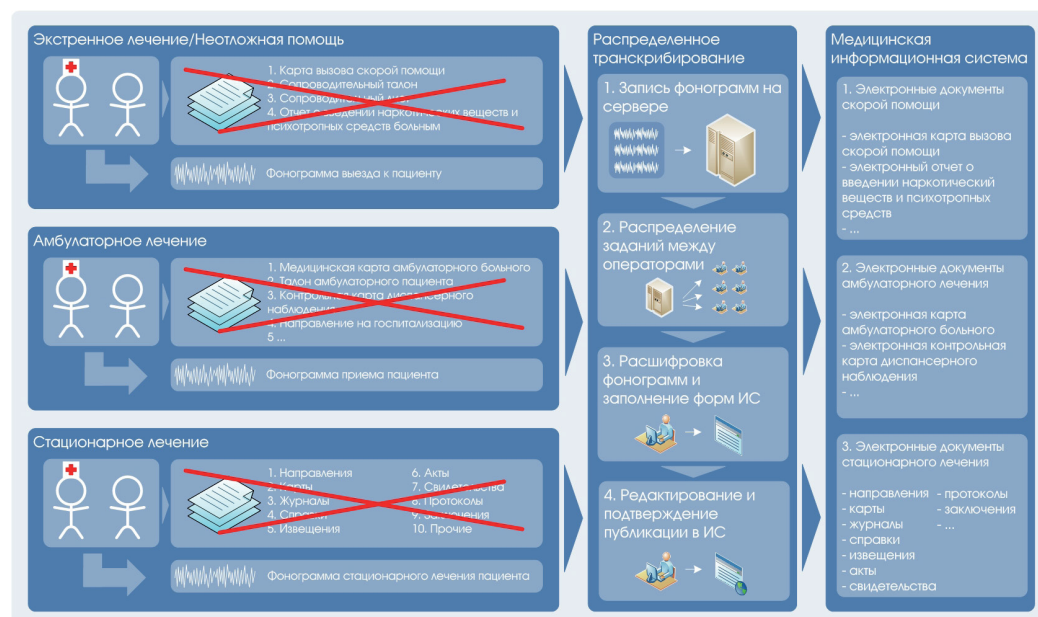 Экстренное лечение/Неотложная помощь
1. Карта вызова скорой помощи
2. Сопроводительный талон
3. Сопроводительный лист
4. Отчет о введении наркотических веществ и
психотропных средств больным
Фонограмма выезда к пациенту
Амбулаторное лечение
1. Медицинская карта амбулаторного больного
2. Талон амбулаторного пациента
3. Контрольная карта диспансерного
наблюдения
4. Направление на госпитализацию
5 ...
Фонограмма приема пациента
Стационарное лечение
1. Направления
2. Карты
3. Журналы
4. Справки
5. Извещения
6. Акты
7. Свидетельства
8. Протоколы
9. Заключения
10. Прочие
Фонограмма стационарного лечения пациента
Распределенное
транскрибирование
1. Запись фонограмм на
сервере
2. Распределение
заданий между
операторами
3. Расшифровка
фонограмм и
заполнение форм ИС
4. Редактирование и
подтверждение
публикации в ИС
Медицинская
информационная система
1. Электронные документы
скорой помощи
- электронная карта вызова
скорой помощи
- электронный отчет о
введении наркотический
веществ и психотропных
средств
- ...
2. Электронные документы
амбулаторного лечения
- электронная карта
амбулаторного больного
- электронная контрольная
карта диспансерного
наблюдения
- ...
3. Электронные документы
стационарного лечения
- направления
- карты
- журналы
- справки
- извещения
- акты
- свидетельства
- протоколы
- заключения
- ...